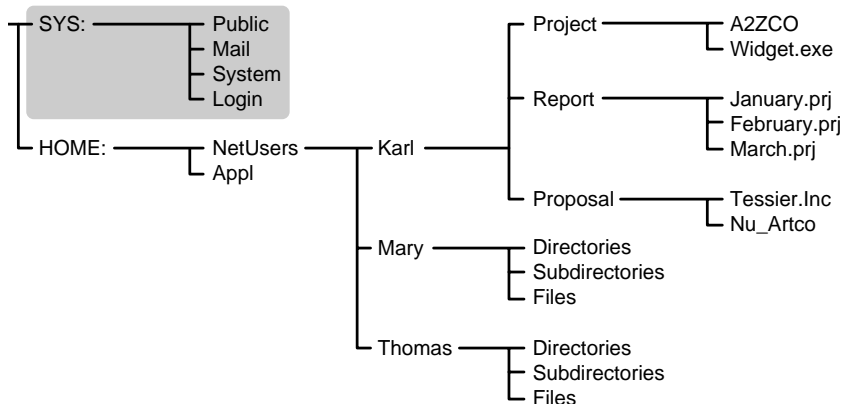 SYS: Public Project A2ZCO
Mail Widget.exe
System
Login Report January.prj
February.prj
HOME: NetUsers Karl March.prj
Appl
Proposal Tessier.Inc
Nu_Artco
Mary Directories
Subdirectories
Files
Thomas Directories
Subdirectories
Files